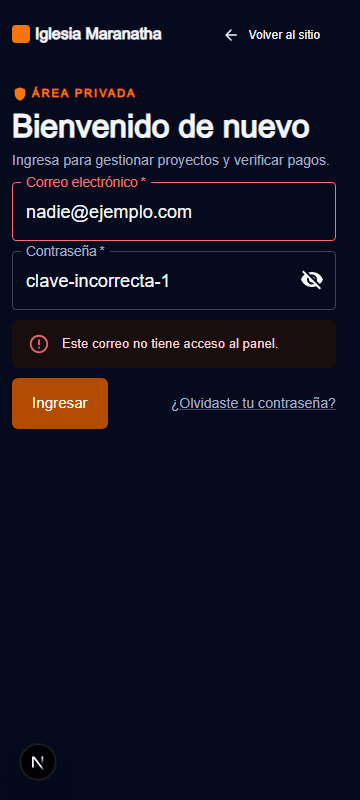 Iglesia Maranatha
Volver al sitio
ÁREA PRIVADA
Bienvenido de nuevo
Ingresa para gestionar proyectos y verificar pagos.
Correo electrónico *
nadie@ejemplo.com
Contraseña *
clave-incorrecta-1
Este correo no tiene acceso al panel.
Ingresar
¿Olvidaste tu contraseña?
N